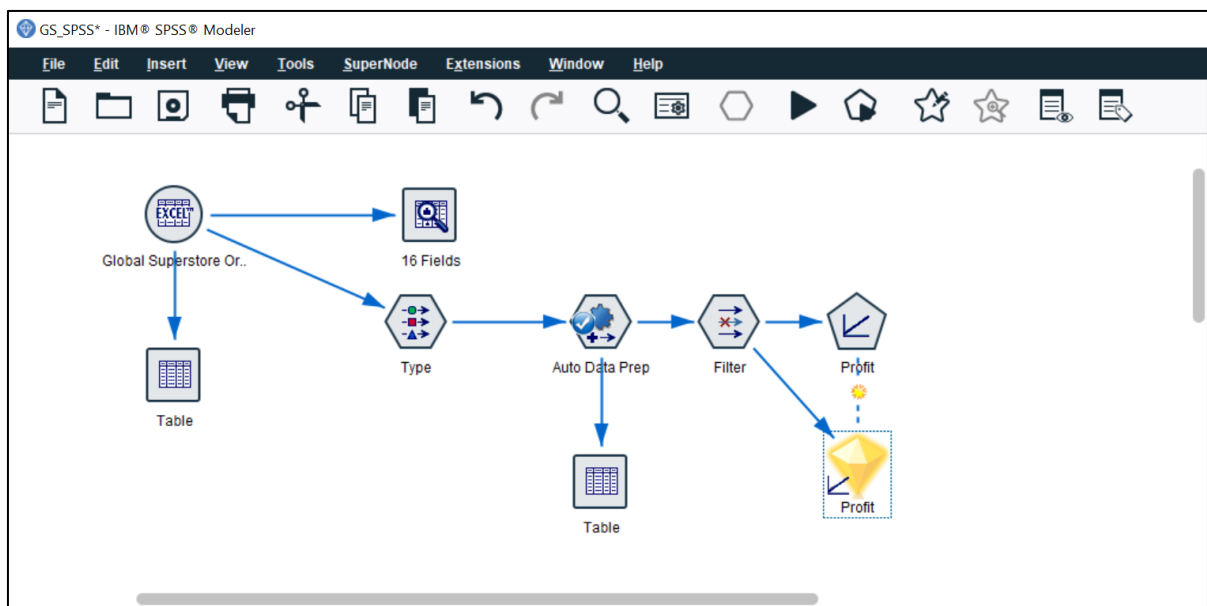 GS_SPSS* - IBM® SPSS® Modeler
File Edit Insert View Tools SuperNode Extensions Window Help
EXCEL™
Global Superstore Or..
16 Fields
Type
Auto Data Prep
Filter
Profit
Table
Profit
Table